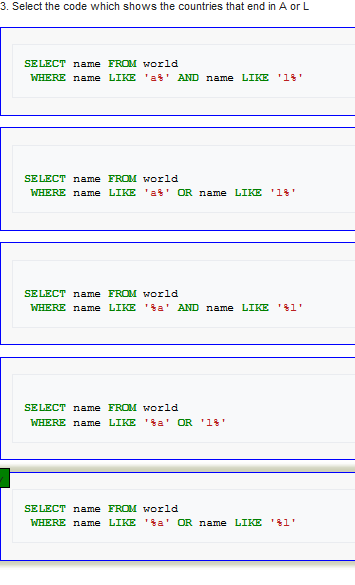 3. Select the code which shows the countries that end in A or L
SELECT name FROM world
WHERE name LIKE 'a%' AND name LIKE 'l%'
SELECT name FROM world
WHERE name LIKE 'a%' OR name LIKE 'l%'
SELECT name FROM world
WHERE name LIKE '%a' AND name LIKE '%l'
SELECT name FROM world
WHERE name LIKE '%a' OR 'l%'
SELECT name FROM world
WHERE name LIKE '%a' OR name LIKE '%l'